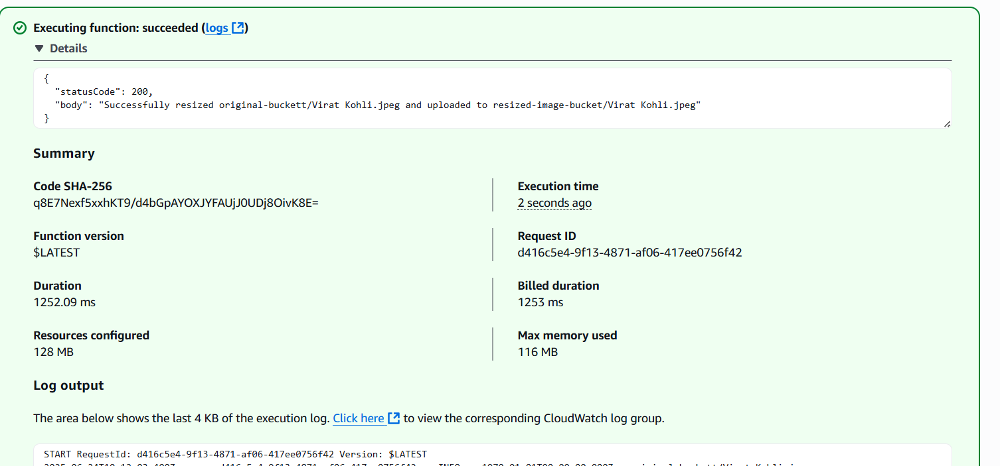 Executing function: succeeded (logs)
Details
{
"statusCode": 200,
"body": "Successfully resized original-buckett/Virat Kohli.jpeg and uploaded to resized-image-bucket/Virat Kohli.jpeg"
}
Summary
Code SHA-256
q8E7Nexf5xxhKT9/d4bGpAYOXJYFAUjJ0UDj8OivK8E=
Execution time
2 seconds ago
Function version
$LATEST
Request ID
d416c5e4-9f13-4871-af06-417ee0756f42
Duration
1252.09 ms
Billed duration
1253 ms
Resources configured
128 MB
Max memory used
116 MB
Log output
The area below shows the last 4 KB of the execution log. Click here to view the corresponding CloudWatch log group.
START RequestId: d416c5e4-9f13-4871-af06-417ee0756f42 Version: $LATEST